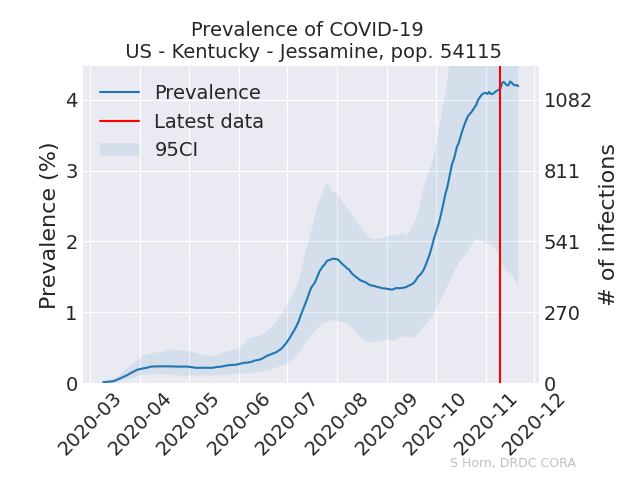 Prevalence of COVID-19
US - Kentucky - Jessamine, pop. 54115
Prevalence
Latest data
95CI
Prevalence (%)
4
3
2
1
0
1082
811
541
270
0
# of infections
2020-03
2020-04
2020-05
2020-06
2020-07
2020-08
2020-09
2020-10
2020-11
2020-12
S Horn, DRDC CORA